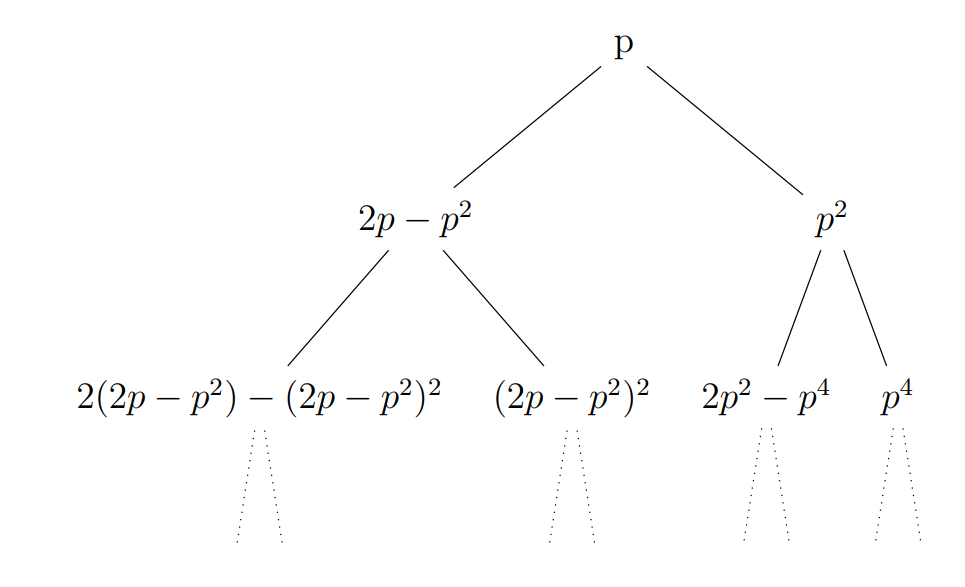 p
2p − p²  p²
2(2p − p²) − (2p − p²)²  (2p − p²)²  2p² − p⁴  p⁴